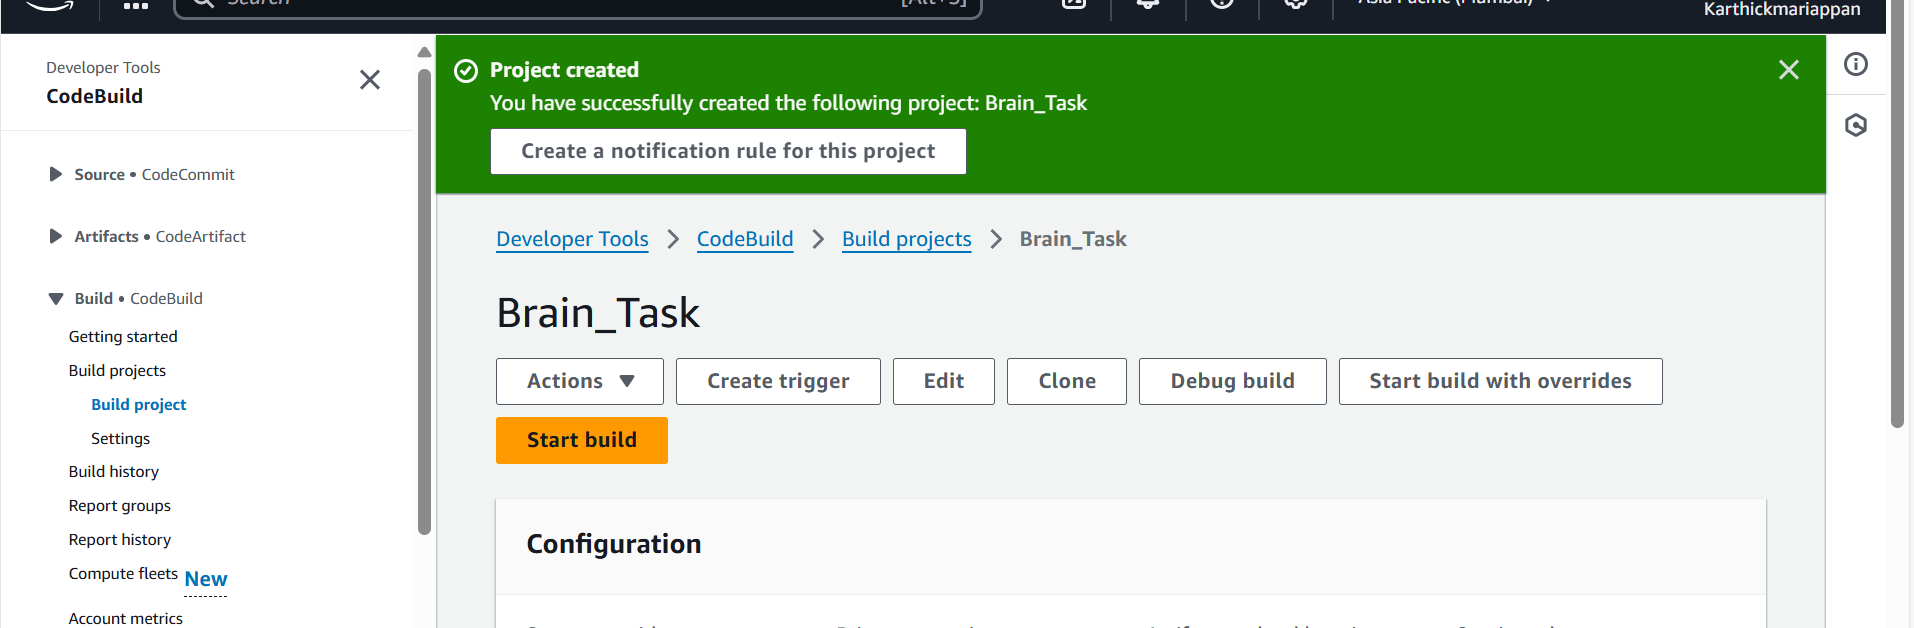 Search
[Alt+S]
Asia Pacific (Mumbai)
Karthickmariappan
Developer Tools
CodeBuild
Source • CodeCommit
Artifacts • CodeArtifact
Build • CodeBuild
Getting started
Build projects
Build project
Settings
Build history
Report groups
Report history
Compute fleets New
Account metrics
Project created
You have successfully created the following project: Brain_Task
Create a notification rule for this project
Developer Tools
CodeBuild
Build projects
Brain_Task
Brain_Task
Actions
Create trigger
Edit
Clone
Debug build
Start build with overrides
Start build
Configuration